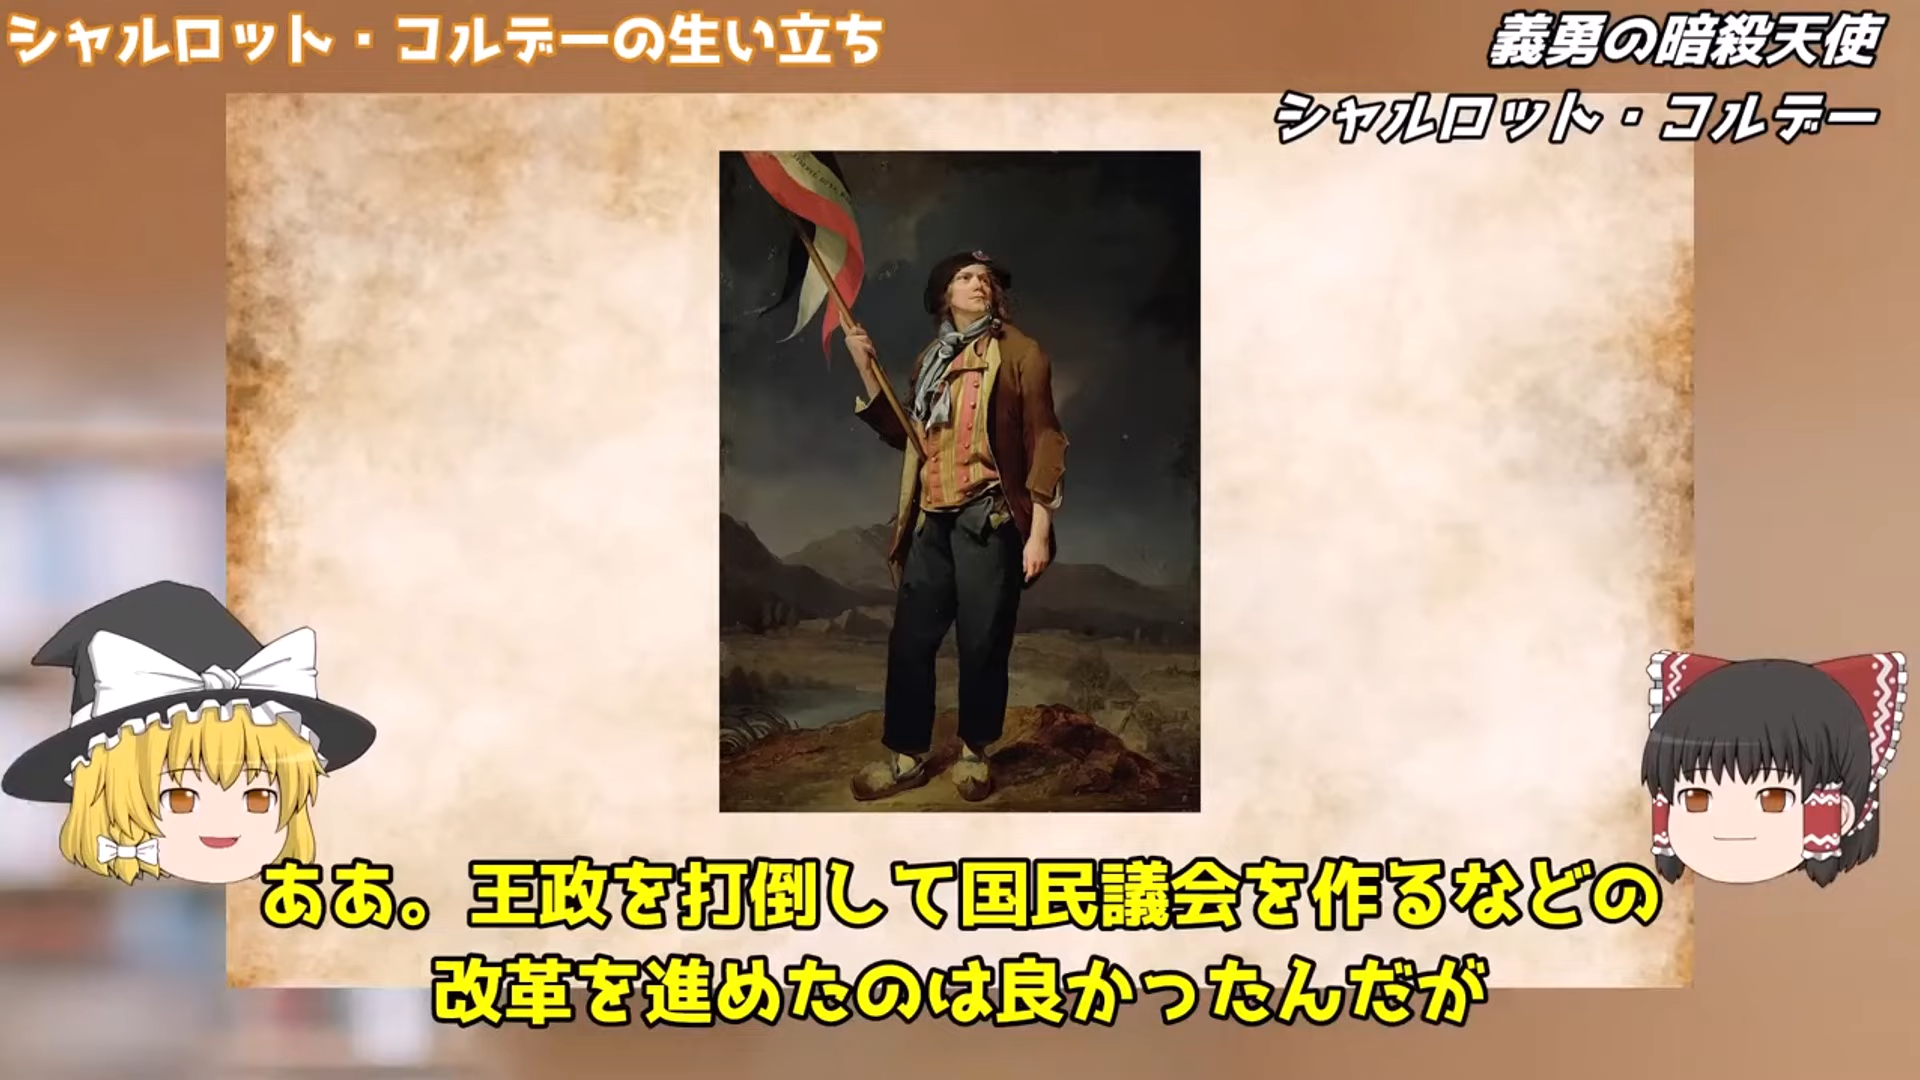 シャルロット・コルデーの生い立ち
義勇の暗殺天使
シャルロット・コルデー
ああ。王政を打倒して国民議会を作るなどの
改革を進めたのは良かったんだが